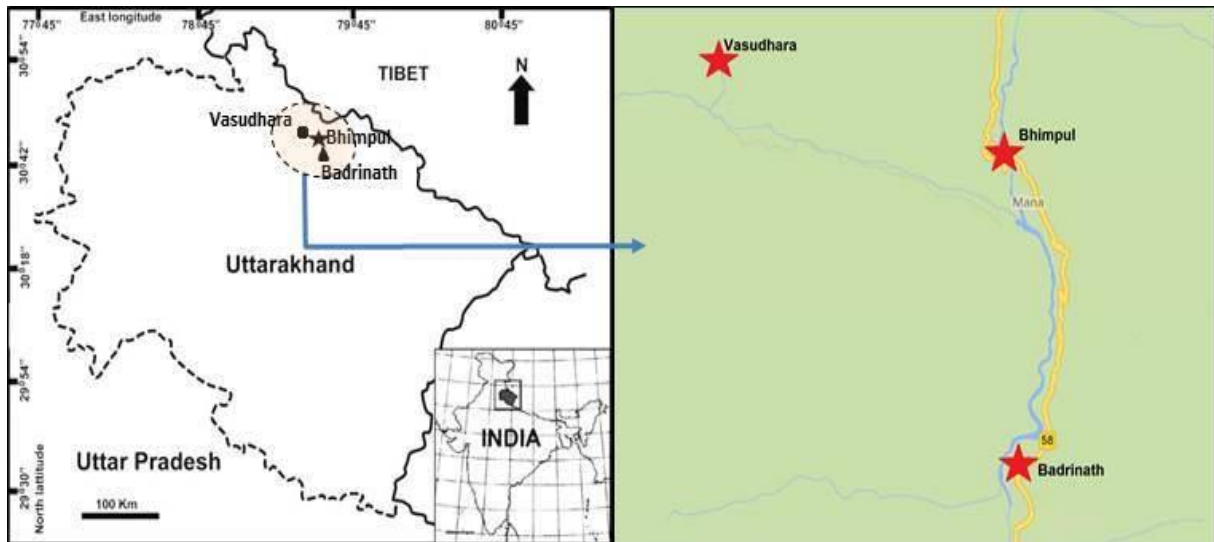 East longitude
77°45"
78°45"
79°45"
80°45"
30°54"
30°42"
30°18"
29°54"
29°30"
North lattitude
TIBET
N
Vasudhara
Bhimpul
Badrinath
Uttarakhand
Uttar Pradesh
100 Km
INDIA
Vasudhara
Bhimpul
Mana
58
Badrinath